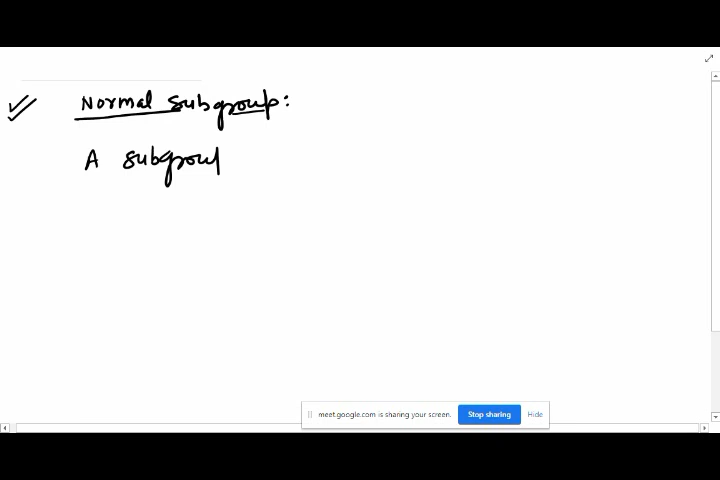 Normal Subgroup:
A subgroup
meet.google.com is sharing your screen. Stop sharing Hide